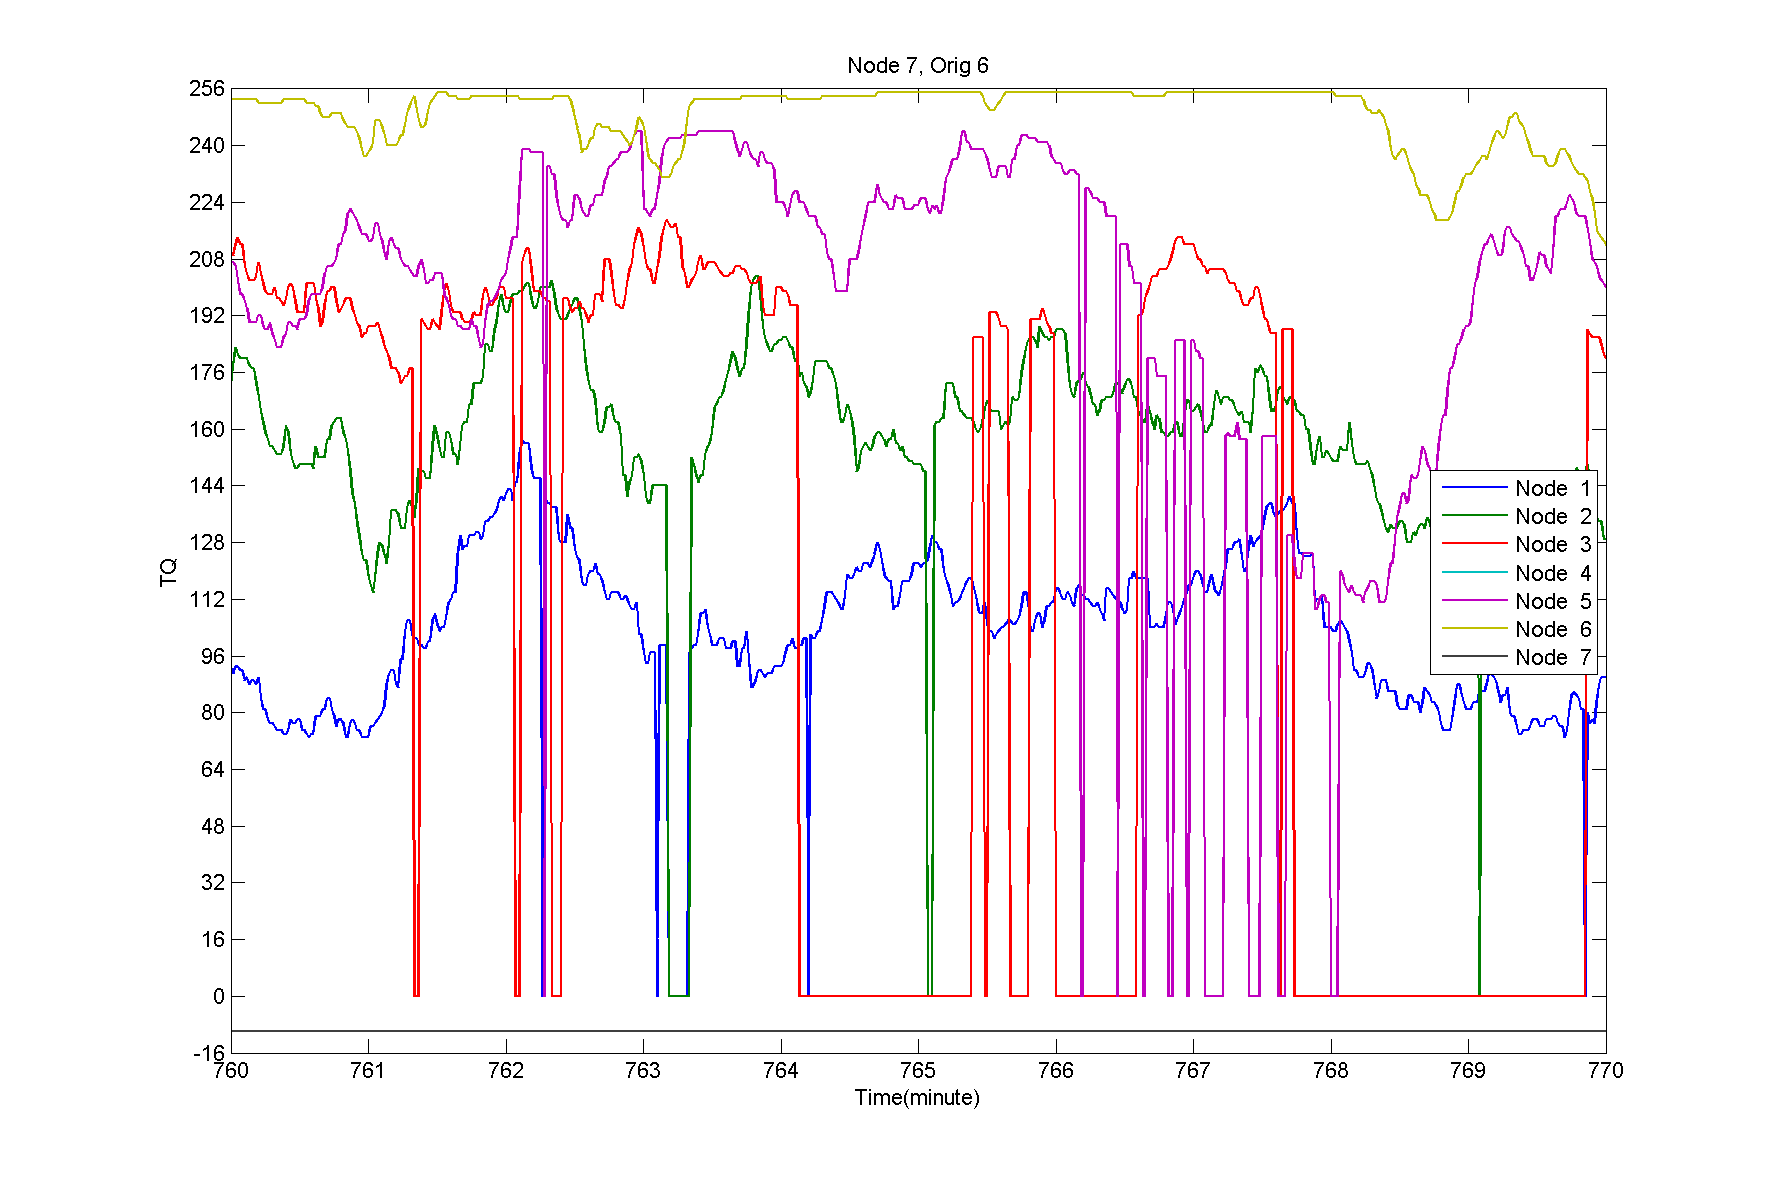 Node 7, Orig 6
256
240
224
208
192
176
160
144
128
112
96
80
64
48
32
16
0
-16
TQ
Node 1
Node 2
Node 3
Node 4
Node 5
Node 6
Node 7
760 761 762 763 764 765 766 767 768 769 770
Time(minute)